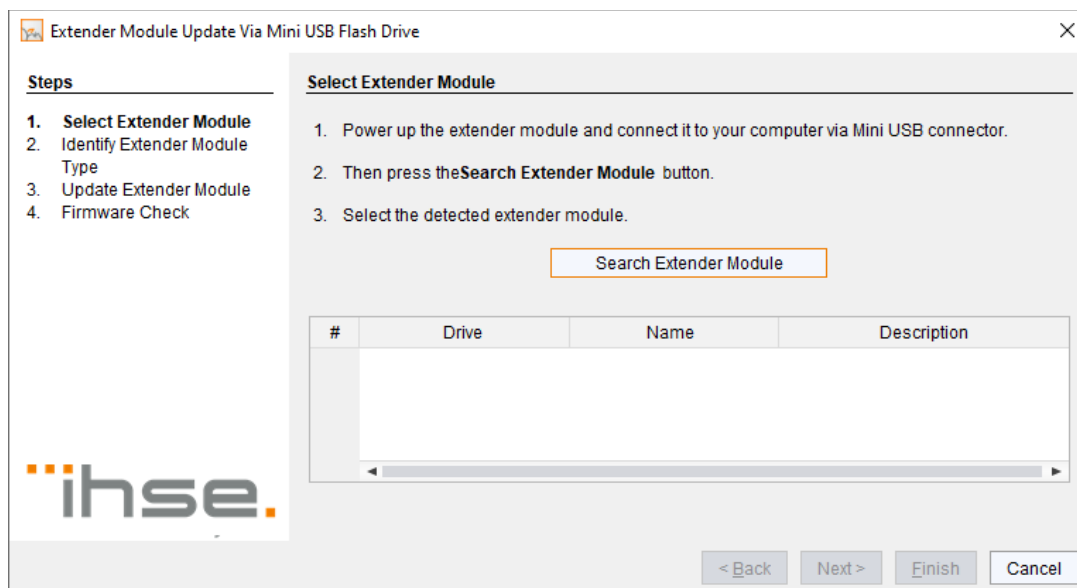 Extender Module Update Via Mini USB Flash Drive
Steps
1. Select Extender Module
2. Identify Extender Module
Type
3. Update Extender Module
4. Firmware Check
Select Extender Module
1. Power up the extender module and connect it to your computer via Mini USB connector.
2. Then press theSearch Extender Module button.
3. Select the detected extender module.
Search Extender Module
# Drive Name Description
ihse.
< Back Next > Finish Cancel